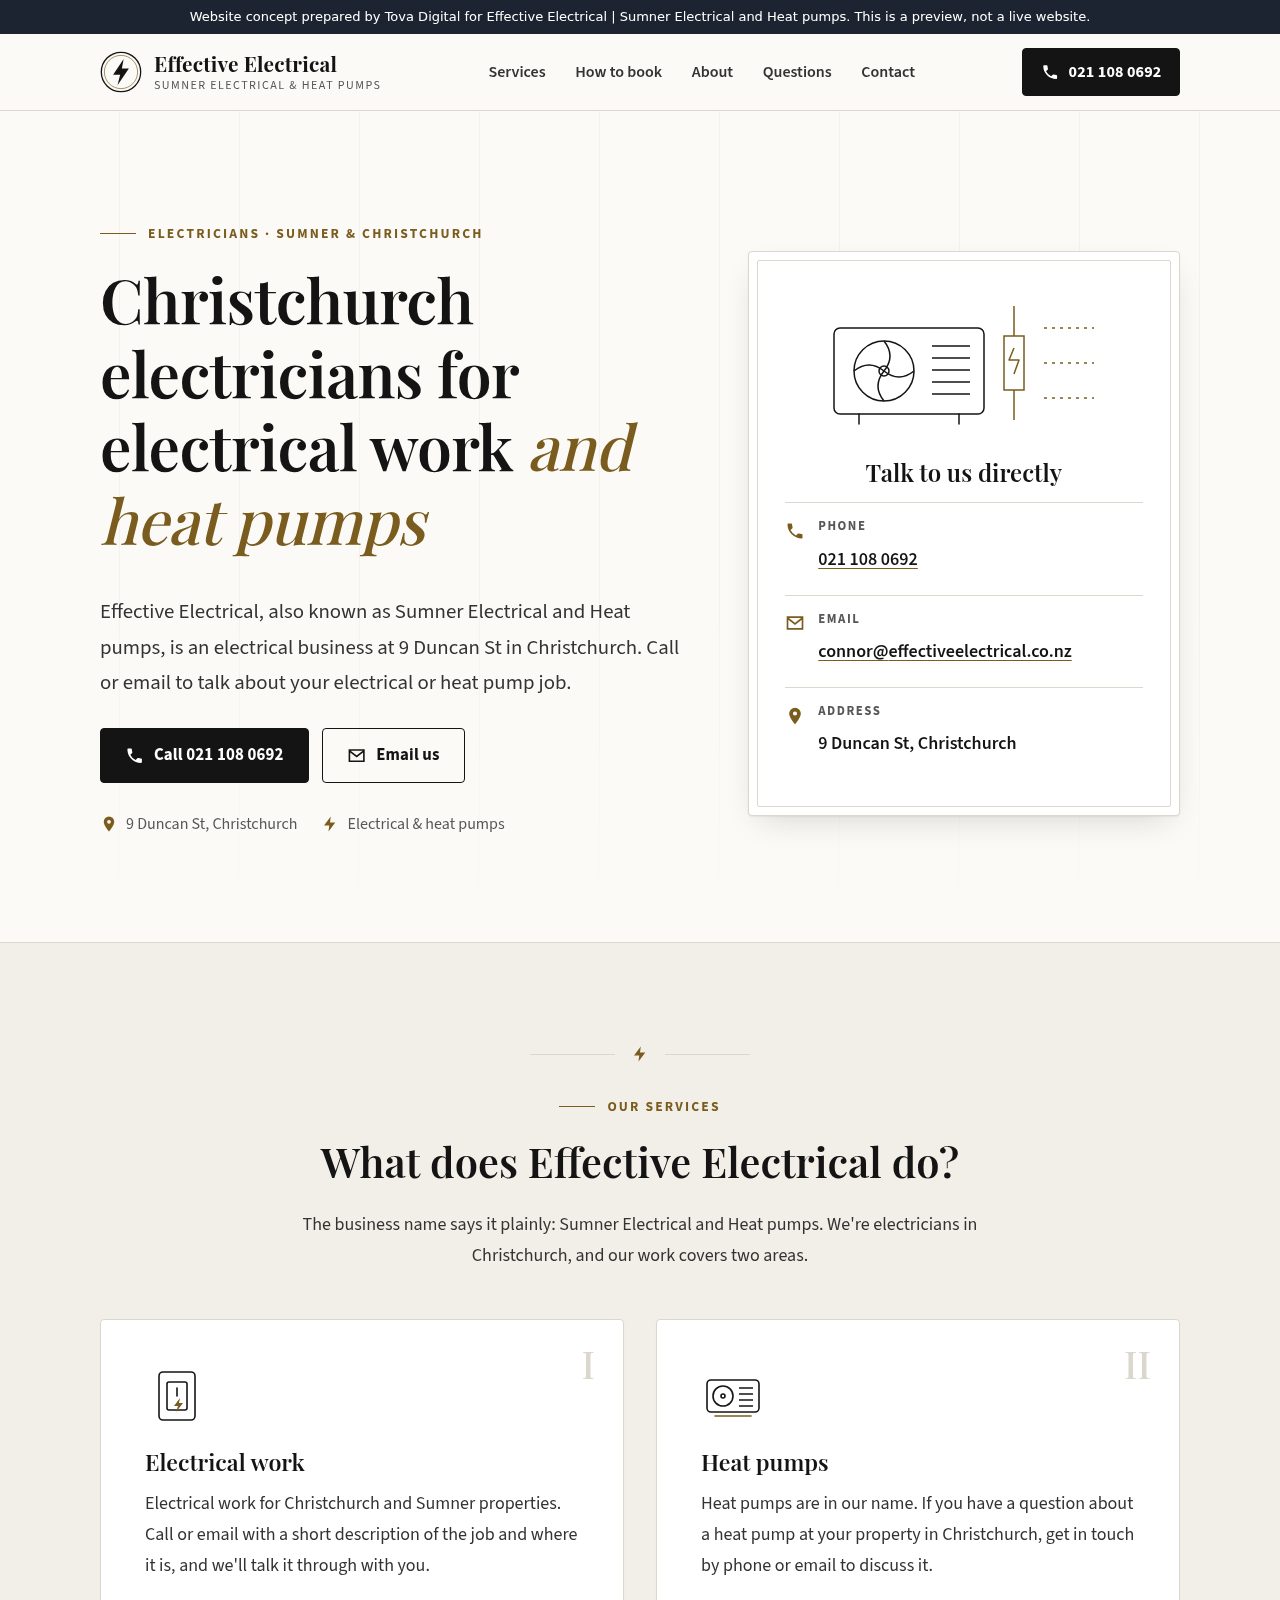 Website concept prepared by Tova Digital for Effective Electrical | Sumner Electrical and Heat pumps. This is a preview, not a live website.
Effective Electrical
SUMNER ELECTRICAL & HEAT PUMPS
Services
How to book
About
Questions
Contact
021 108 0692
ELECTRICIANS · SUMNER & CHRISTCHURCH
Christchurch
electricians for
electrical work and
heat pumps
Effective Electrical, also known as Sumner Electrical and Heat
pumps, is an electrical business at 9 Duncan St in Christchurch. Call
or email to talk about your electrical or heat pump job.
Call 021 108 0692
Email us
9 Duncan St, Christchurch
Electrical & heat pumps
Talk to us directly
PHONE
021 108 0692
EMAIL
connor@effectiveelectrical.co.nz
ADDRESS
9 Duncan St, Christchurch
OUR SERVICES
What does Effective Electrical do?
The business name says it plainly: Sumner Electrical and Heat pumps. We're electricians in
Christchurch, and our work covers two areas.
I
Electrical work
Electrical work for Christchurch and Sumner properties.
Call or email with a short description of the job and where
it is, and we'll talk it through with you.
II
Heat pumps
Heat pumps are in our name. If you have a question about
a heat pump at your property in Christchurch, get in touch
by phone or email to discuss it.